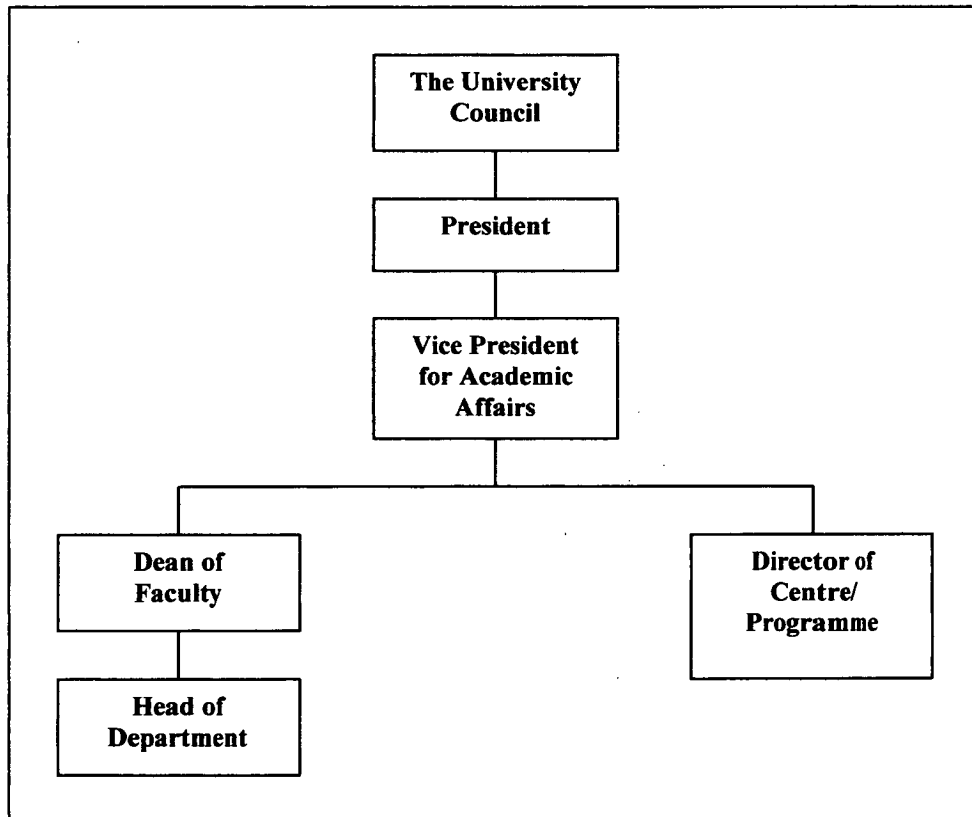 The University
Council
President
Vice President
for Academic
Affairs
Dean of
Faculty
Director of
Centre/
Programme
Head of
Department